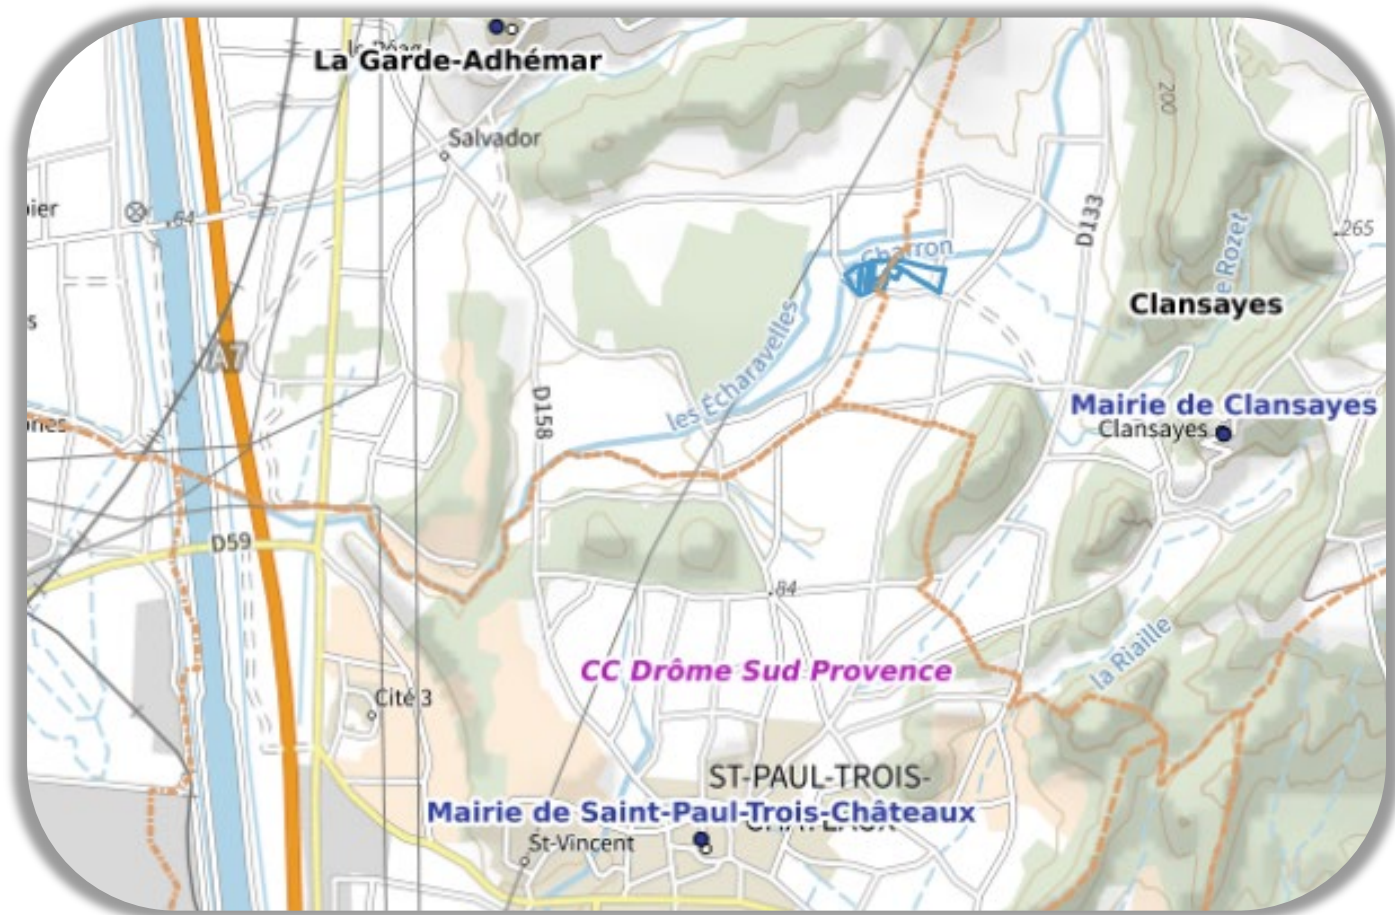 La Garde-Adhémar
Salvador
200
64
265
Charron
D133
le Rozet
Clansayes
A7
les Écharavelles
D158
Mairie de Clansayes
Clansayes
D59
84
la Riaille
CC Drôme Sud Provence
Cité 3
ST-PAUL-TROIS-
CHÂTEAUX
Mairie de Saint-Paul-Trois-Châteaux
St-Vincent